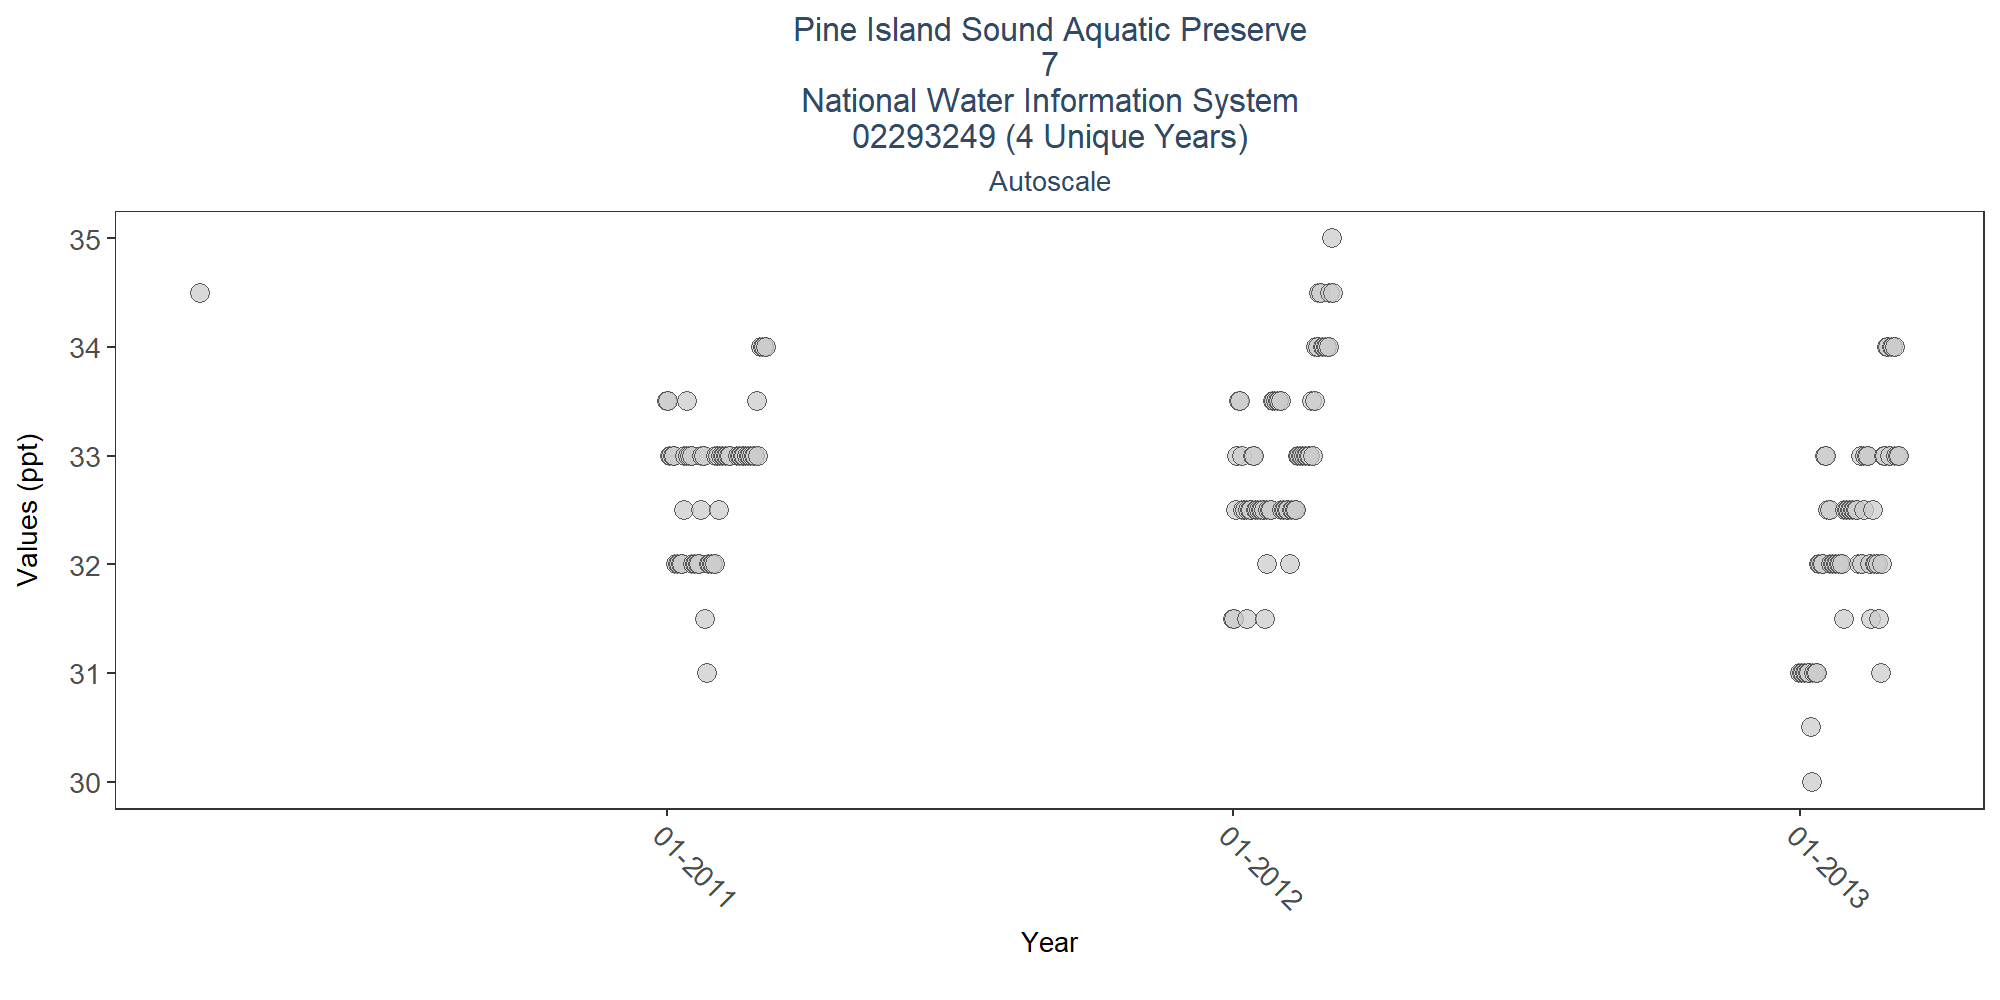 Pine Island Sound Aquatic Preserve
7
National Water Information System
02293249 (4 Unique Years)
Autoscale
35
34
33
32
31
30
Values (ppt)
01-2011
01-2012
01-2013
Year